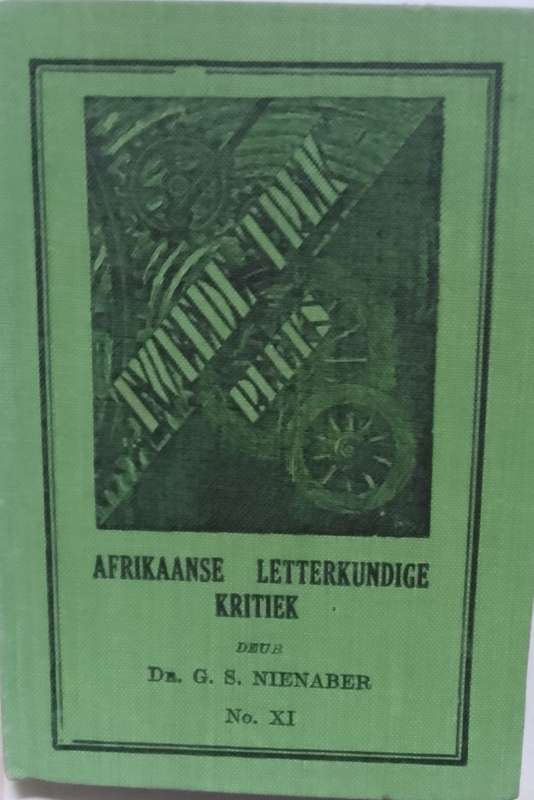 TWEEDE TREK
REEKS
AFRIKAANSE LETTERKUNDIGE
KRITIEK
DEUR
DR. G. S. NIENABER
No. XI